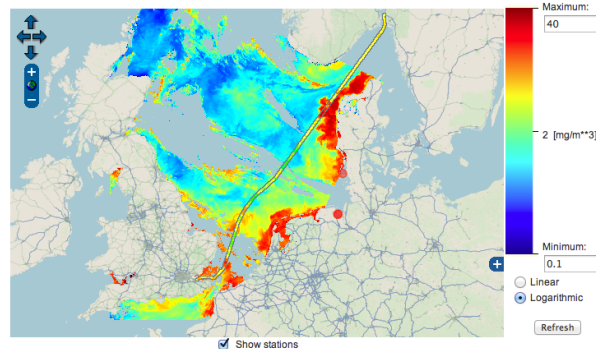 Maximum:
40
2 [mg/m**3]
Minimum:
0.1
Linear
Logarithmic
Refresh
Show stations